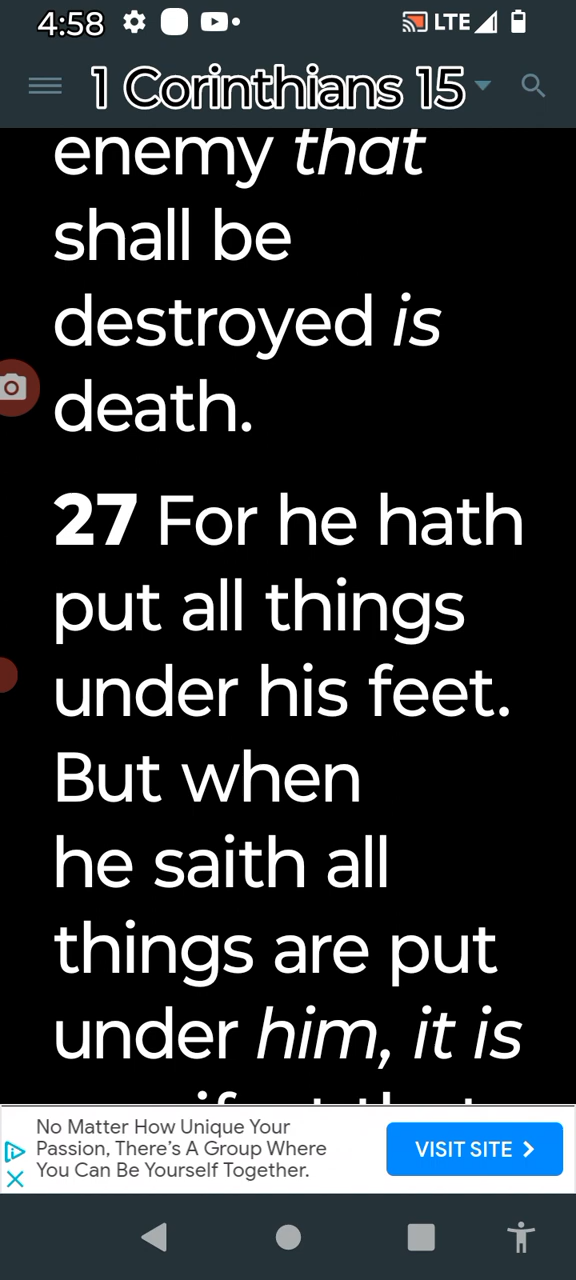 4:58
LTE
1 Corinthians 15
enemy that
shall be
destroyed is
death.
27 For he hath
put all things
under his feet.
But when
he saith all
things are put
under him, it is
No Matter How Unique Your
Passion, There's A Group Where
You Can Be Yourself Together.
VISIT SITE